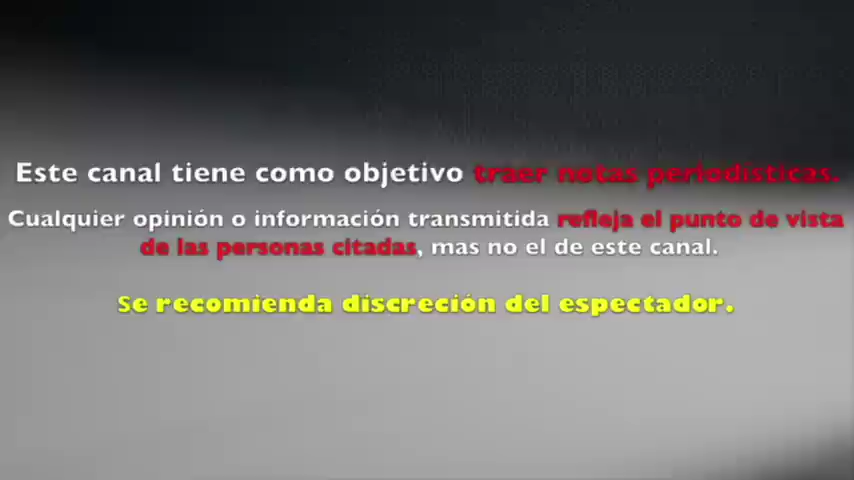 Este canal tiene como objetivo traer notas periodísticas.
Cualquier opinión o información transmitida refleja el punto de vista
de las personas citadas, mas no el de este canal.
Se recomienda discreción del espectador.